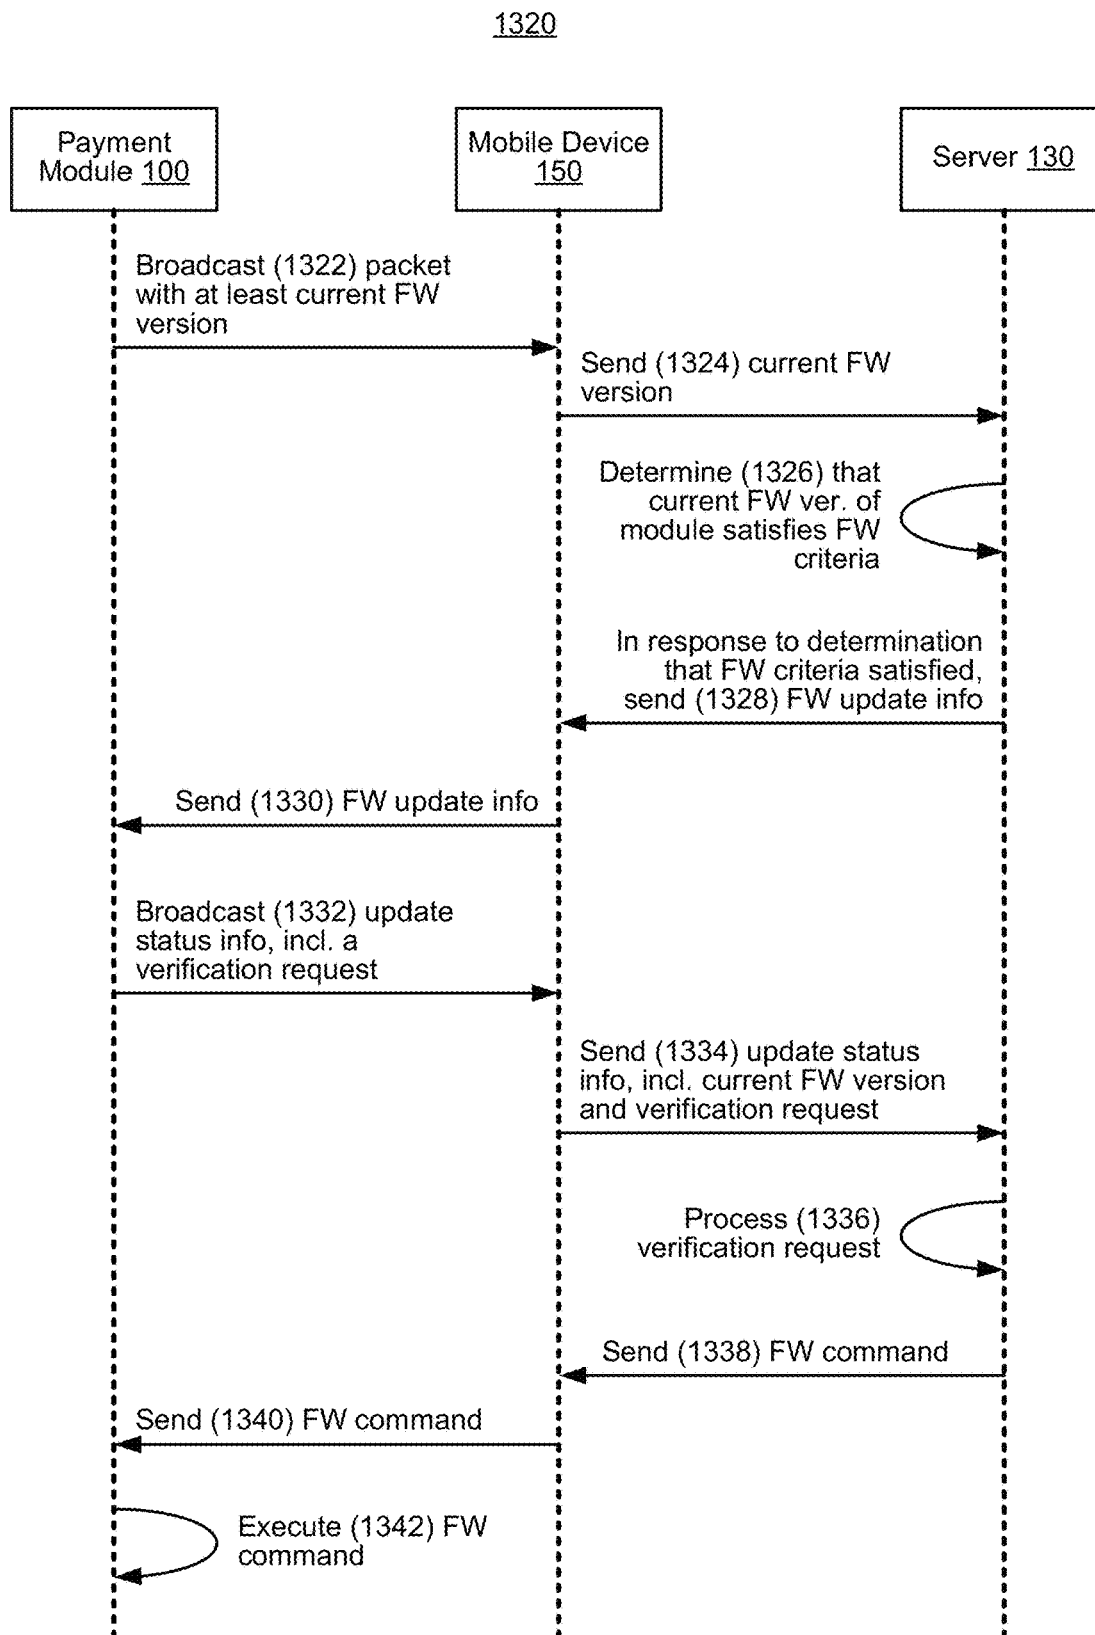 1320
Payment
Module 100
Mobile Device
150
Server 130
Broadcast (1322) packet
with at least current FW
version
Send (1324) current FW
version
Determine (1326) that
current FW ver. of
module satisfies FW
criteria
In response to determination
that FW criteria satisfied,
send (1328) FW update info
Send (1330) FW update info
Broadcast (1332) update
status info, incl. a
verification request
Send (1334) update status
info, incl. current FW version
and verification request
Process (1336)
verification request
Send (1338) FW command
Send (1340) FW command
Execute (1342) FW
command